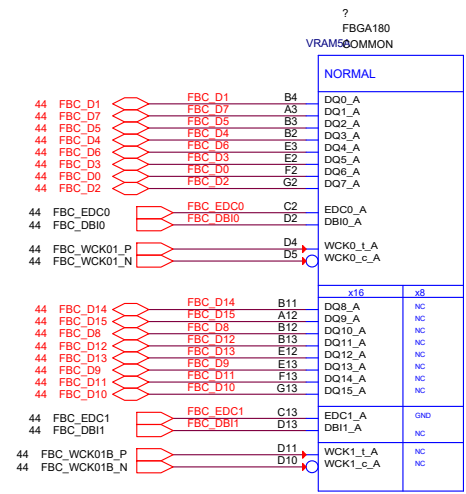 ?
FBGA180
VRAM5A COMMON
NORMAL
44 FBC_D1 FBC_D1 B4 DQ0_A
44 FBC_D7 FBC_D7 A3 DQ1_A
44 FBC_D5 FBC_D5 B3 DQ2_A
44 FBC_D4 FBC_D4 B2 DQ3_A
44 FBC_D6 FBC_D6 E3 DQ4_A
44 FBC_D3 FBC_D3 E2 DQ5_A
44 FBC_D0 FBC_D0 F2 DQ6_A
44 FBC_D2 FBC_D2 G2 DQ7_A
44 FBC_EDC0 FBC_EDC0 C2 EDC0_A
44 FBC_DBI0 FBC_DBI0 D2 DBI0_A
44 FBC_WCK01_P D4 WCK0_t_A
44 FBC_WCK01_N D5 WCK0_c_A
x16 x8
44 FBC_D14 FBC_D14 B11 DQ8_A NC
44 FBC_D15 FBC_D15 A12 DQ9_A NC
44 FBC_D8 FBC_D8 B12 DQ10_A NC
44 FBC_D12 FBC_D12 B13 DQ11_A NC
44 FBC_D13 FBC_D13 E12 DQ12_A NC
44 FBC_D9 FBC_D9 E13 DQ13_A NC
44 FBC_D11 FBC_D11 F13 DQ14_A NC
44 FBC_D10 FBC_D10 G13 DQ15_A NC
44 FBC_EDC1 FBC_EDC1 C13 EDC1_A GND
44 FBC_DBI1 FBC_DBI1 D13 DBI1_A NC
44 FBC_WCK01B_P D11 WCK1_t_A NC
44 FBC_WCK01B_N D10 WCK1_c_A NC